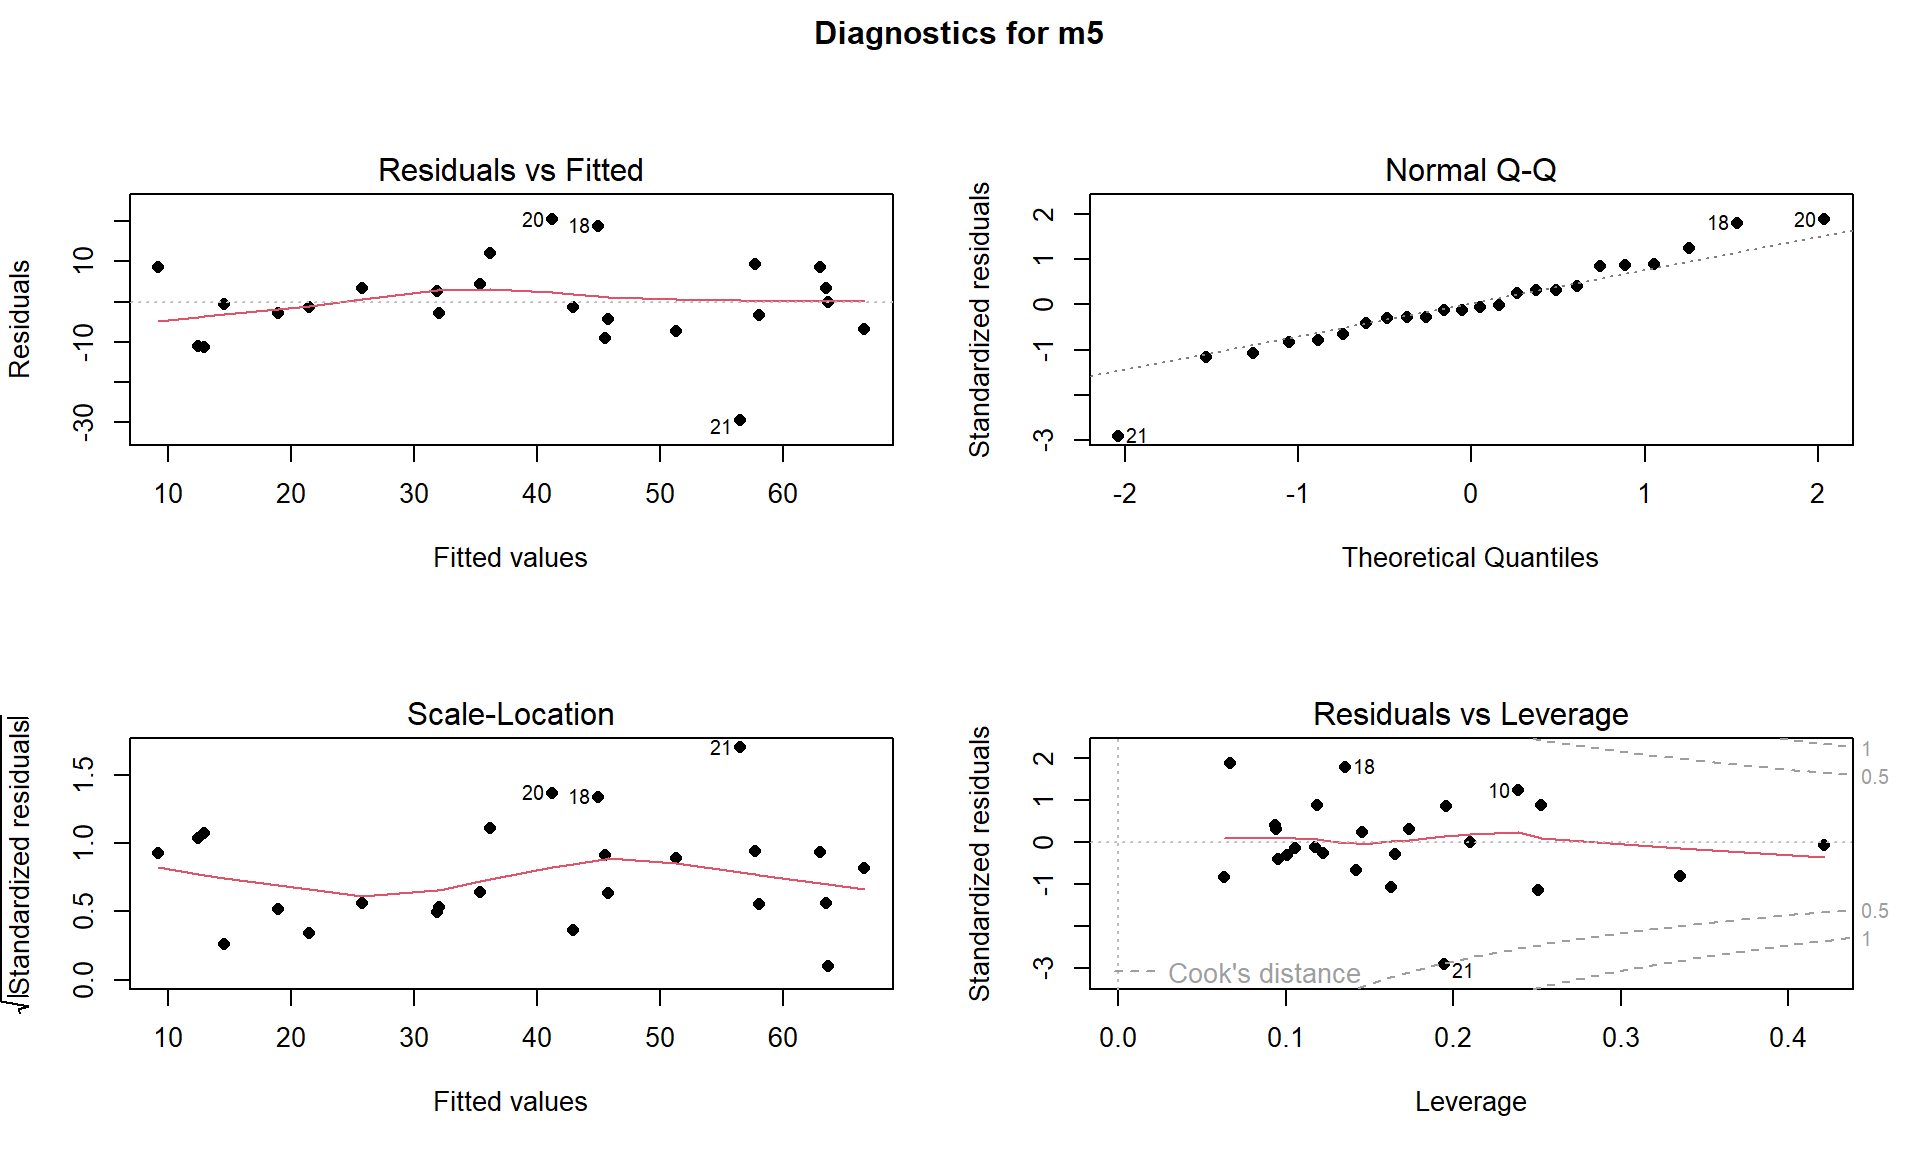 Diagnostics for m5
Residuals vs Fitted
Residuals
10
-10
-30
20
18
21
10 20 30 40 50 60
Fitted values
Normal Q-Q
Standardized residuals
2
1
0
-1
-3
18
20
21
-2 -1 0 1 2
Theoretical Quantiles
Scale-Location
√|Standardized residuals|
1.5
1.0
0.5
0.0
21
20
18
10 20 30 40 50 60
Fitted values
Residuals vs Leverage
Standardized residuals
2
1
0
-1
-3
18
10
21
1
0.5
0.5
1
Cook's distance
0.0 0.1 0.2 0.3 0.4
Leverage